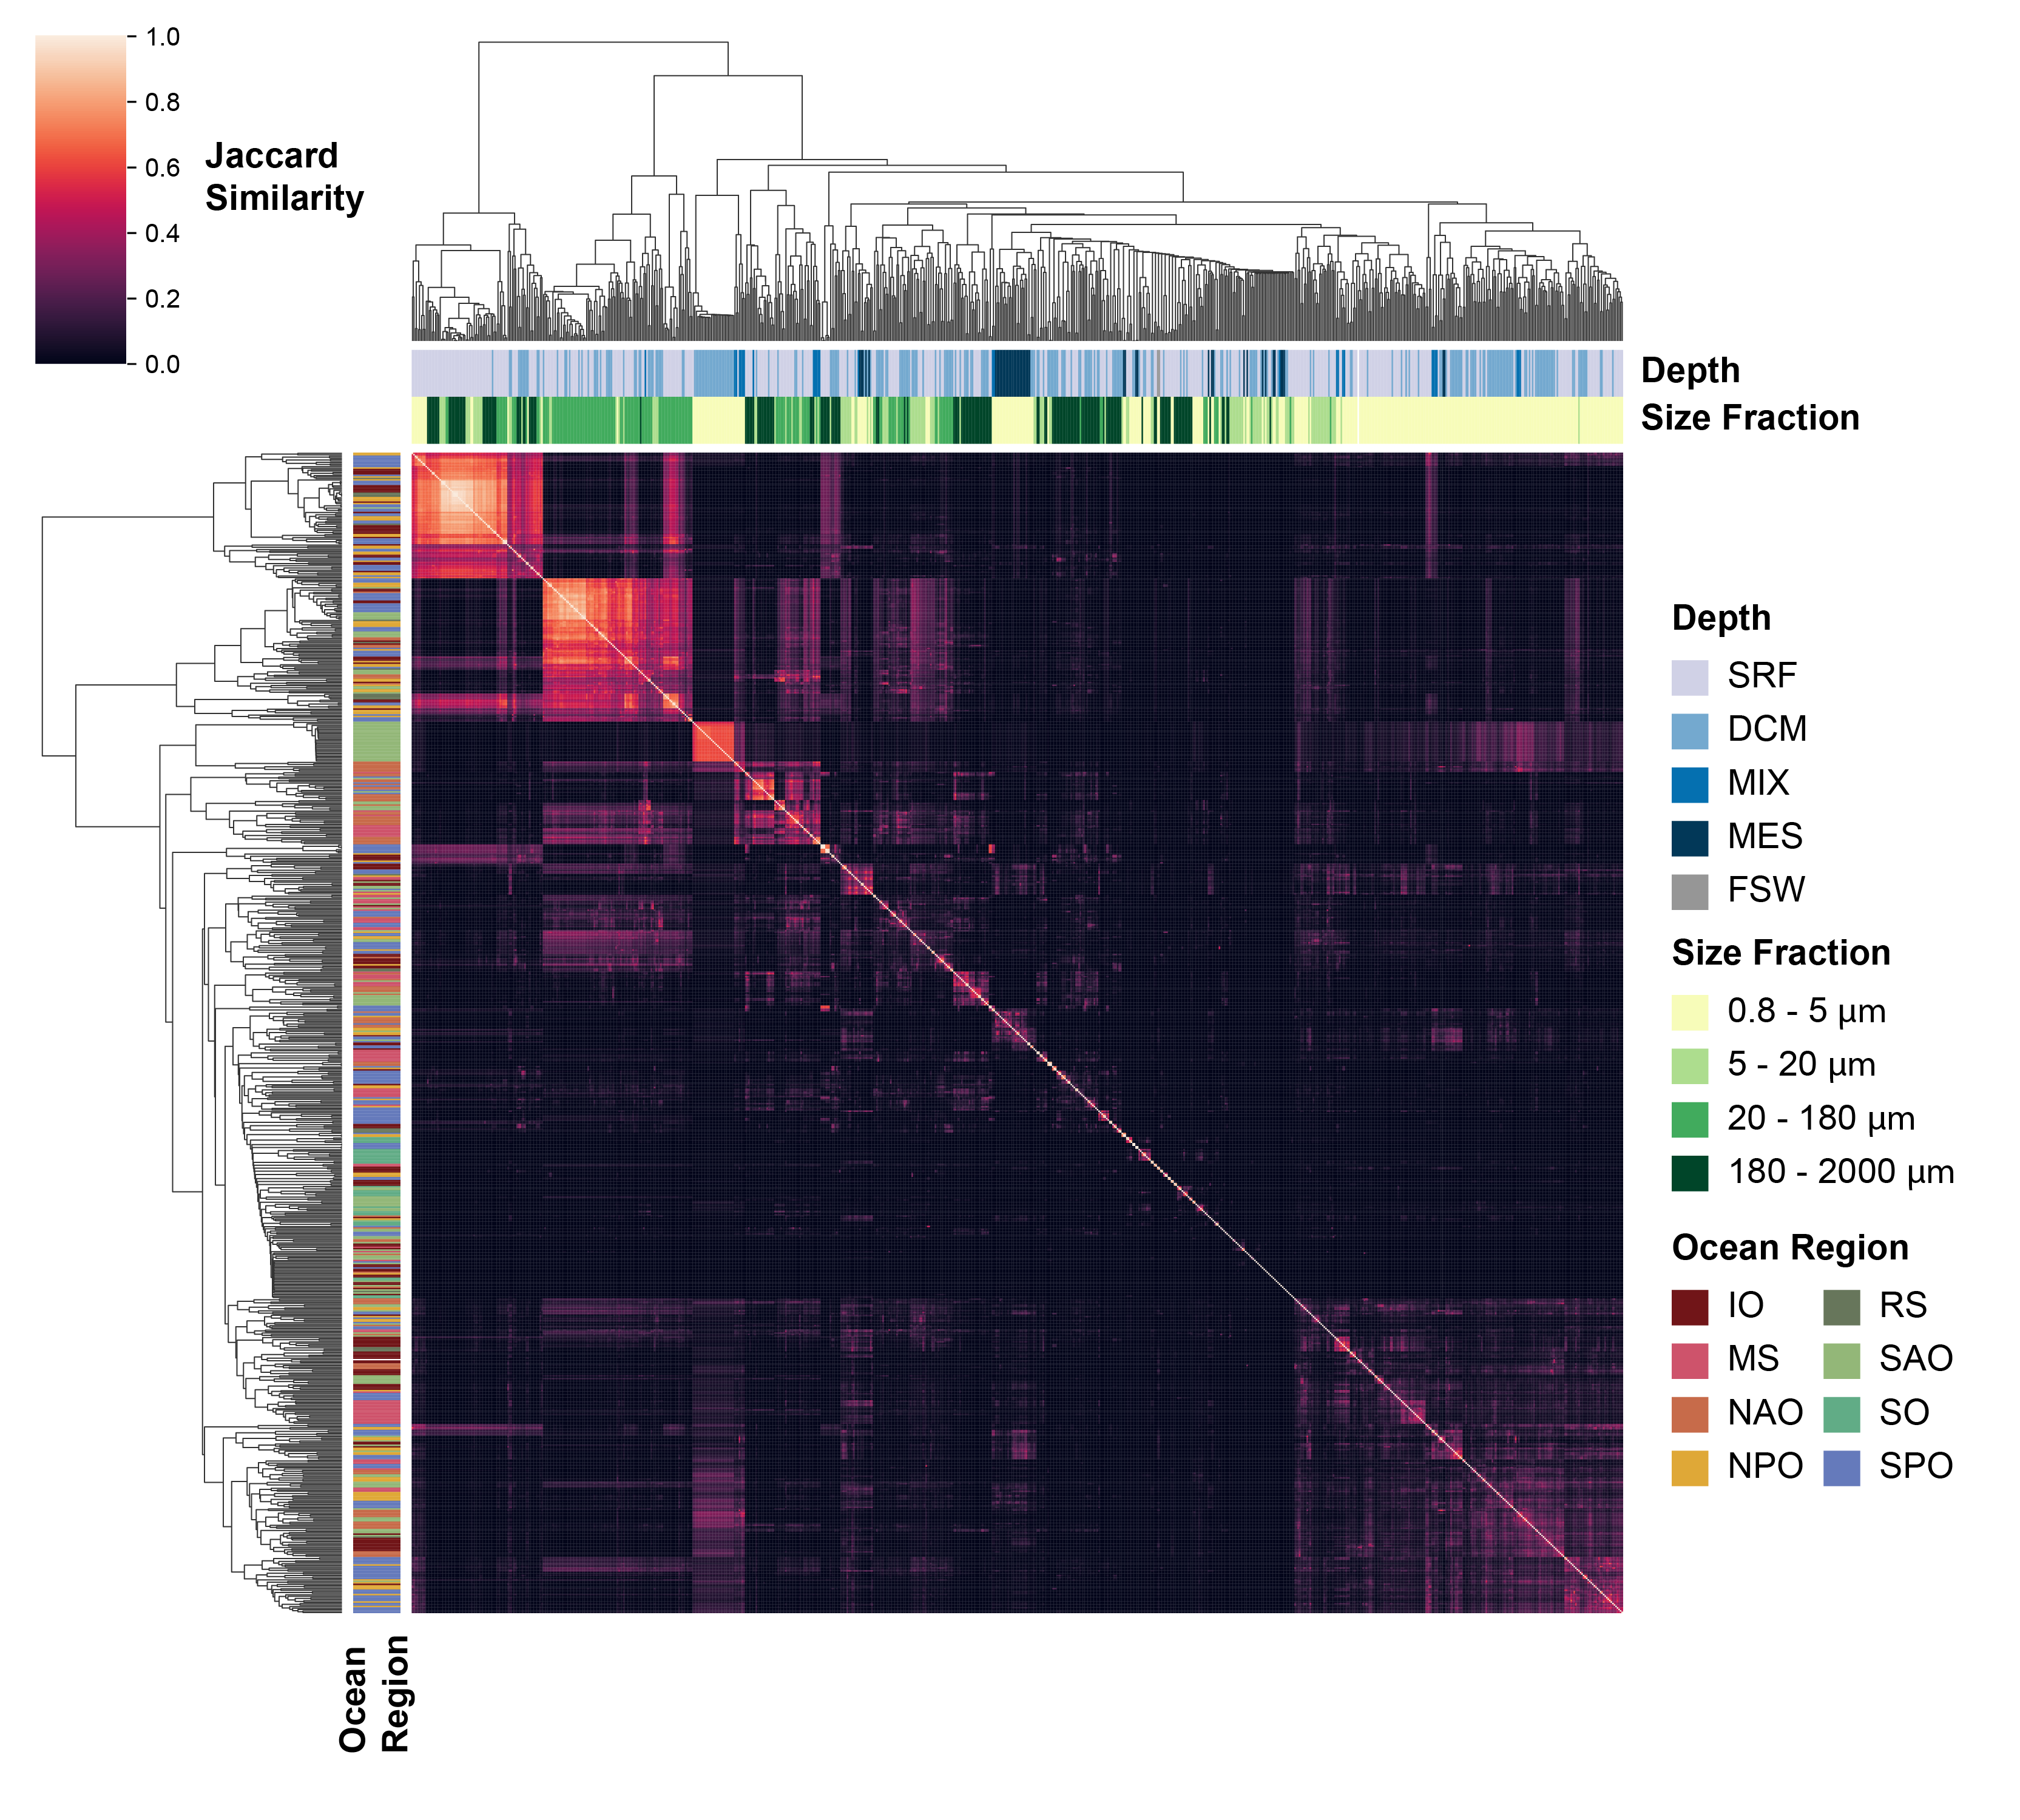 1.0
0.8
0.6
0.4
0.2
0.0
Jaccard
Similarity
Depth
Size Fraction
Depth
SRF
DCM
MIX
MES
FSW
Size Fraction
0.8 - 5 µm
5 - 20 µm
20 - 180 µm
180 - 2000 µm
Ocean Region
IO RS
MS SAO
NAO SO
NPO SPO
Ocean
Region